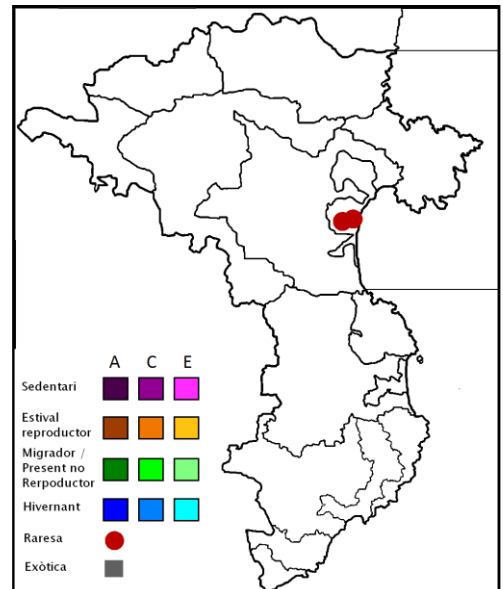 A C E
Sedentari
Estival
reproductor
Migrador /
Present no
Rerpoductor
Hivernant
Raresa
Exòtica